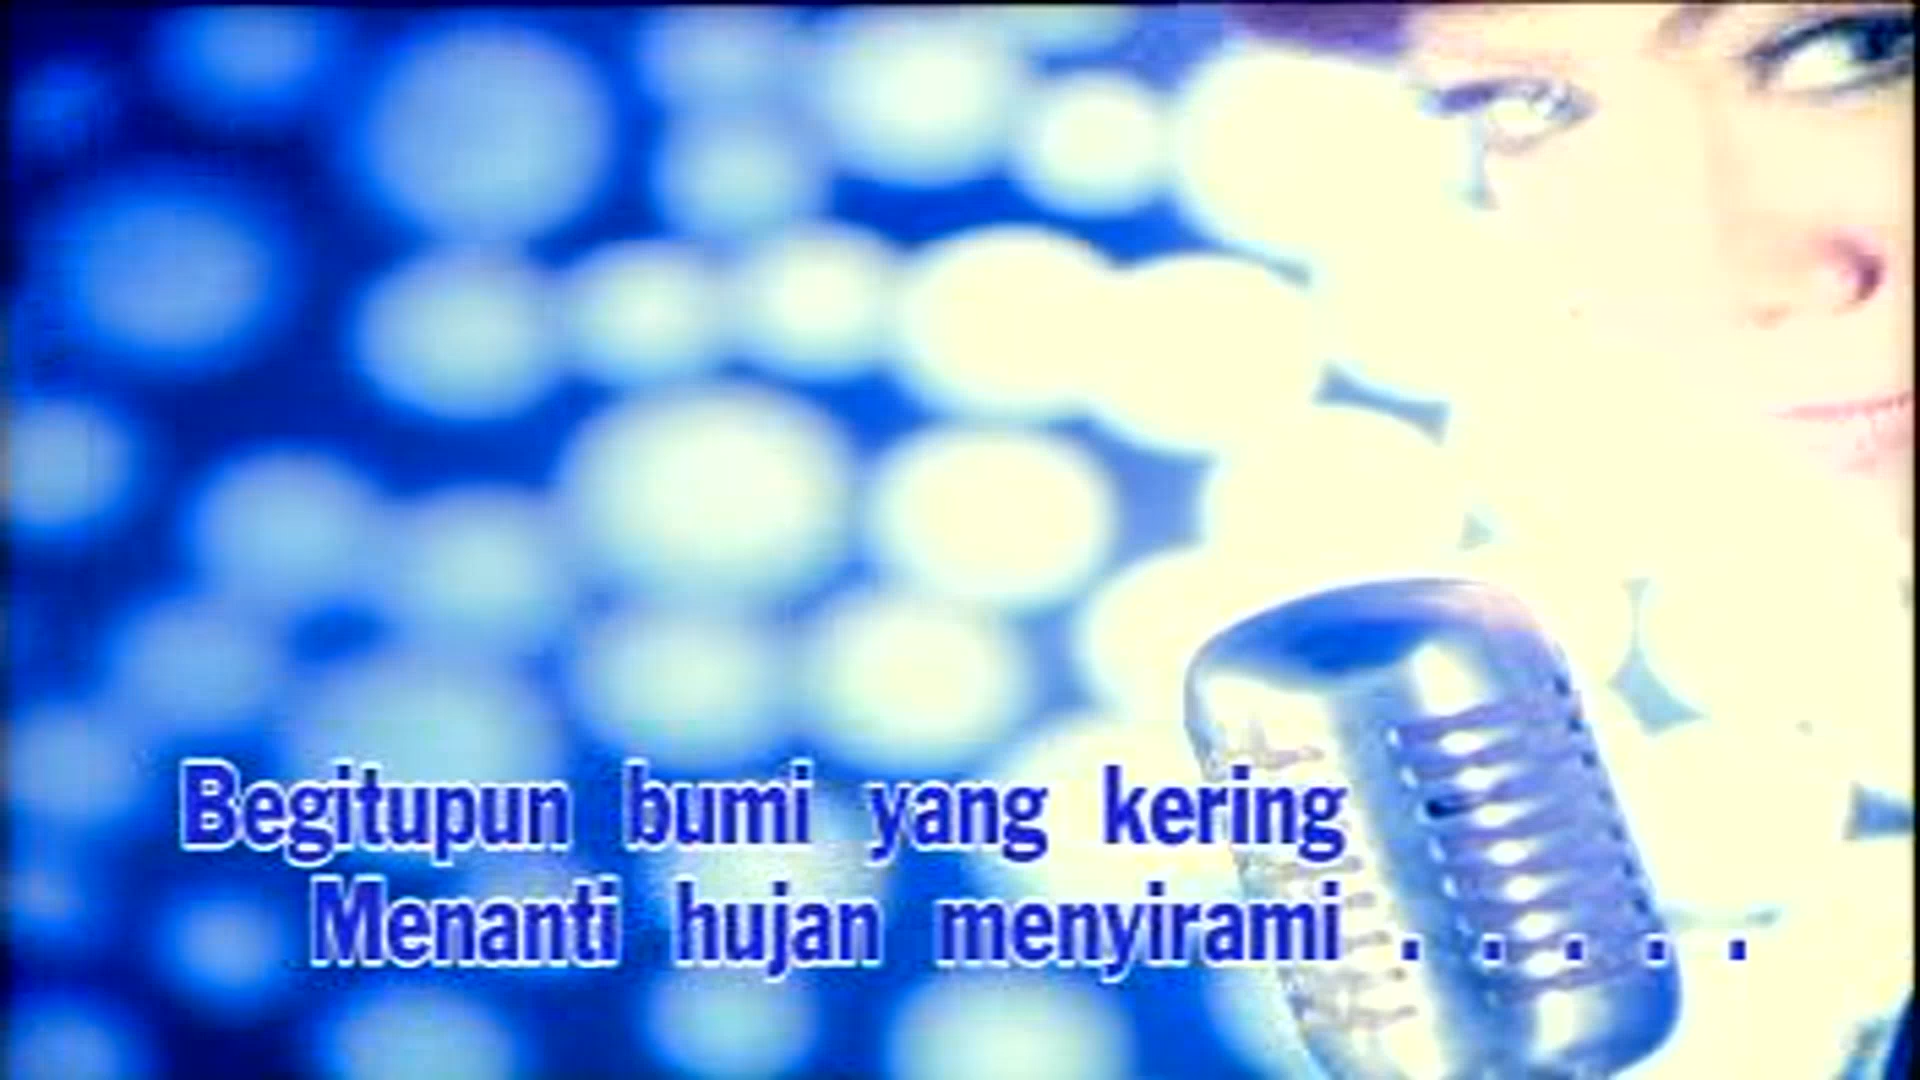 Begitupun bumi yang kering
Menanti hujan menyirami . . . . .